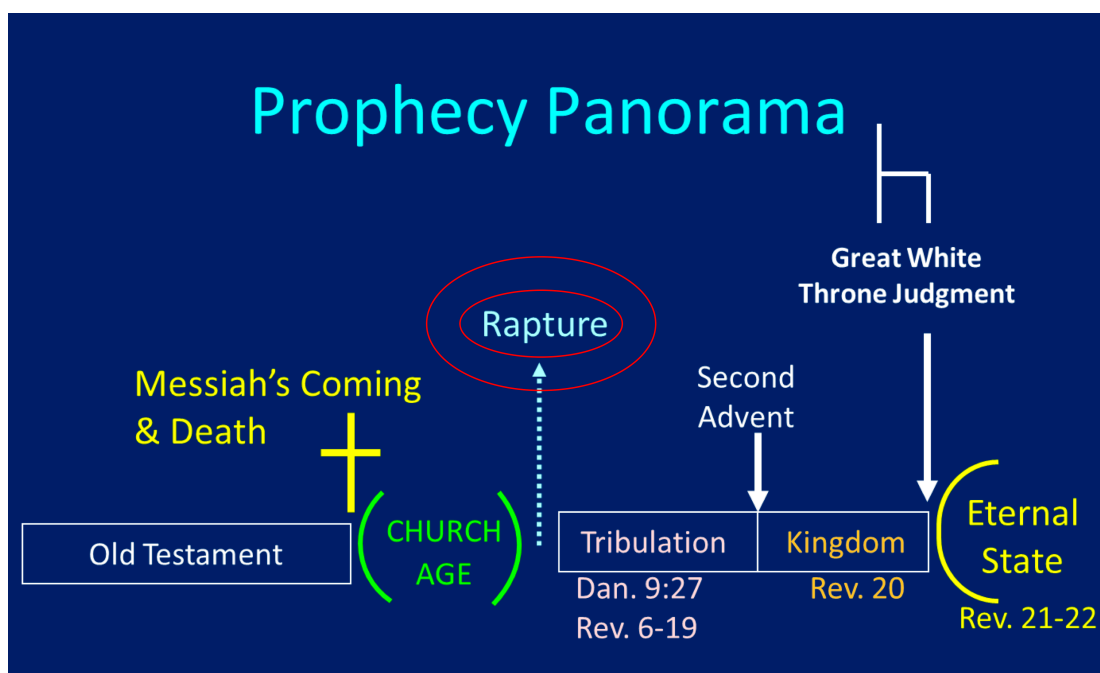 Prophecy Panorama
Great White
Throne Judgment
Rapture
Second
Advent
Messiah’s Coming
& Death
Old Testament
CHURCH
AGE
Tribulation
Dan. 9:27
Rev. 6-19
Kingdom
Rev. 20
Eternal
State
Rev. 21-22